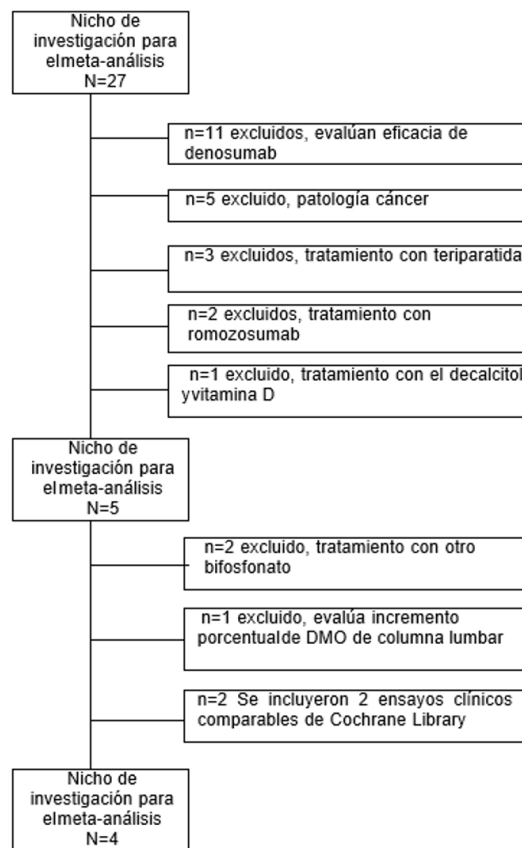 Nicho de
investigación para
elmeta-análisis
N=27
n=11 excluidos, evalúan eficacia de
denosumab
n=5 excluido, patología cáncer
n=3 excluidos, tratamiento con teriparatida
n=2 excluidos, tratamiento con
romozosumab
n=1 excluido, tratamiento con el decalcitol
yvitamina D
Nicho de
investigación para
elmeta-análisis
N=5
n=2 excluido, tratamiento con otro
bifosfonato
n=1 excluido, evalúa incremento
porcentualde DMO de columna lumbar
n=2 Se incluyeron 2 ensayos clínicos
comparables de Cochrane Library
Nicho de
investigación para
elmeta-análisis
N=4